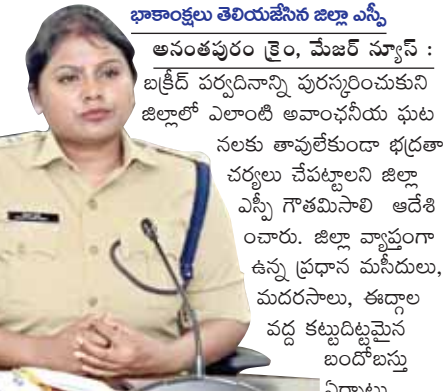 భాకాంక్షలు తెలియజేసిన జిల్లా ఎస్పీ
అనంతపురం క్రైం, మేజర్ న్యూస్ :
బక్రీద్ పర్వదినాన్ని పురస్కరించుకుని
జిల్లాలో ఎలాంటి అవాంఛనీయ ఘట
నలకు తావులేకుండా భద్రతా
చర్యలు చేపట్టాలని జిల్లా
ఎస్పీ గౌతమిసాలి ఆదేశి
ంచారు. జిల్లా వ్యాప్తంగా
ఉన్న ప్రధాన మసీదులు,
మదరసాలు, ఈద్గాల
వద్ద కట్టుదిట్టమైన
బందోబస్తు